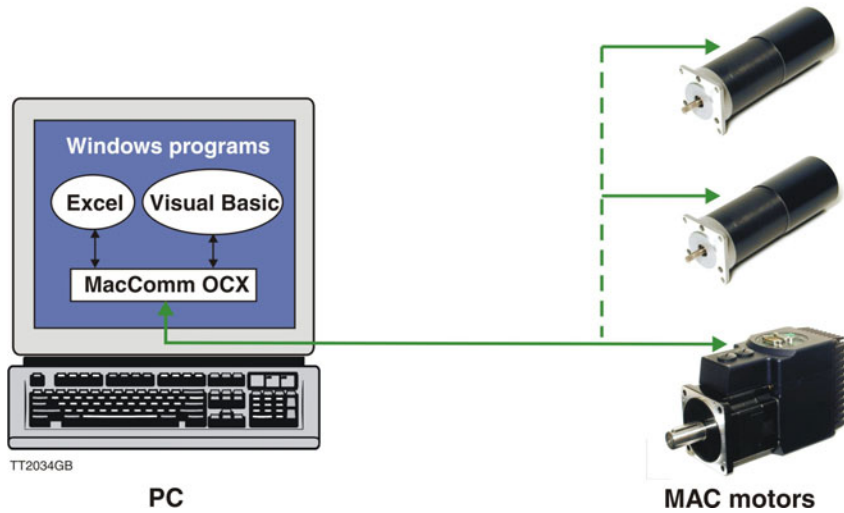 Windows programs
Excel
Visual Basic
MacComm OCX
TT2034GB
PC
MAC motors